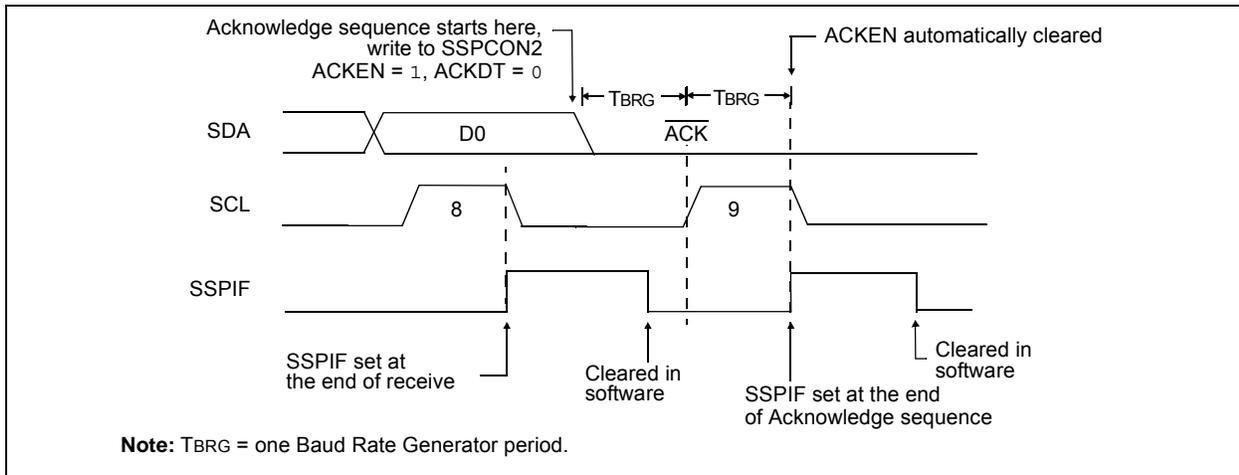 Acknowledge sequence starts here,
write to SSPCON2
ACKEN = 1, ACKDT = 0
ACKEN automatically cleared
TBRG
TBRG
SDA
D0
ACK
SCL
8
9
SSPIF
SSPIF set at
the end of receive
Cleared in
software
SSPIF set at the end
of Acknowledge sequence
Cleared in
software
Note: TBRG = one Baud Rate Generator period.